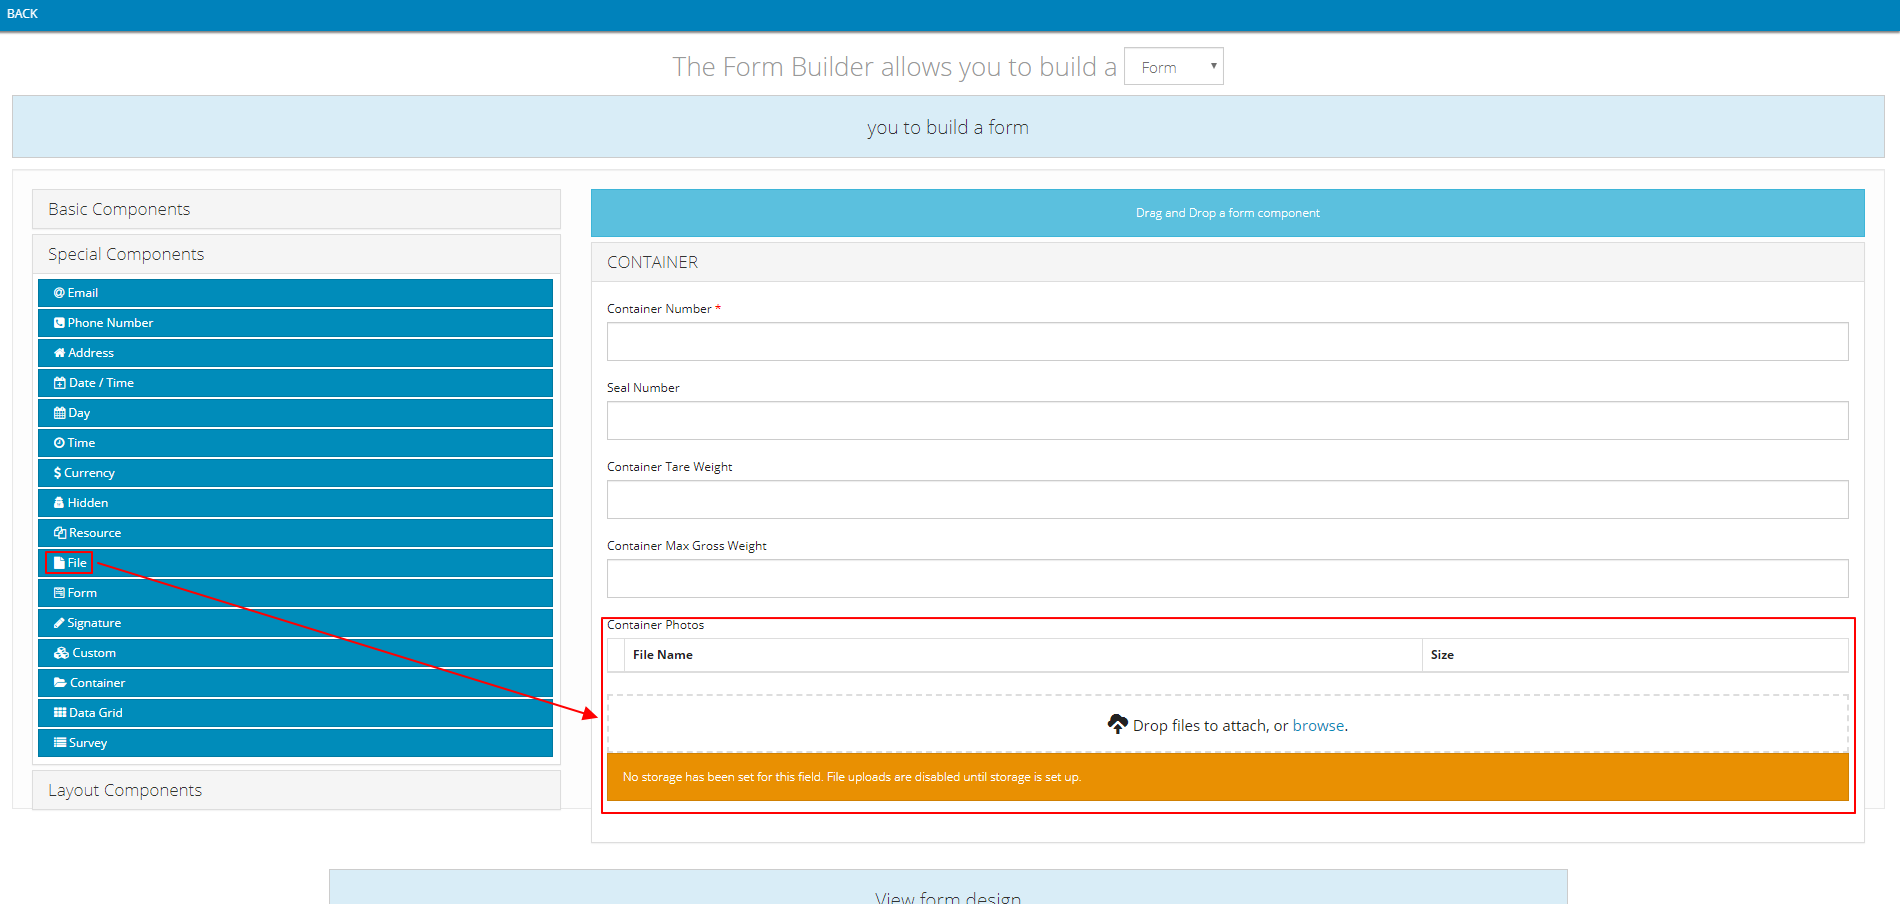 BACK
The Form Builder allows you to build a Form
you to build a form
Basic Components
Special Components
Email
Phone Number
Address
Date / Time
Day
Time
Currency
Hidden
Resource
File
Form
Signature
Custom
Container
Data Grid
Survey
Layout Components
Drag and Drop a form component
CONTAINER
Container Number *
Seal Number
Container Tare Weight
Container Max Gross Weight
Container Photos
File Name Size
Drop files to attach, or browse.
No storage has been set for this field. File uploads are disabled until storage is set up.
View form design